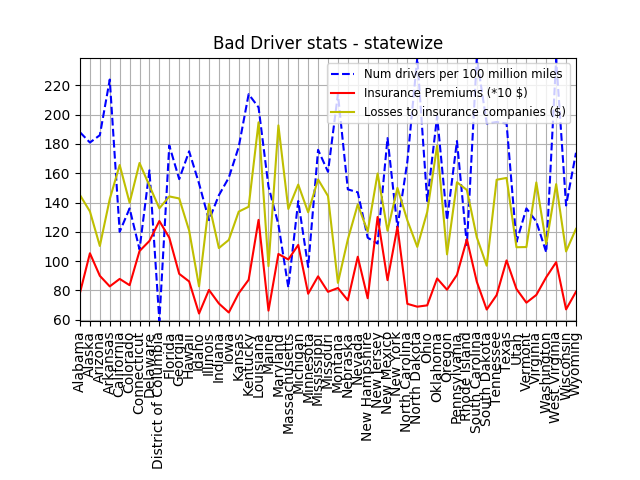 Bad Driver stats - statewize
Num drivers per 100 million miles
Insurance Premiums (*10 $)
Losses to insurance companies ($)
220
200
180
160
140
120
100
80
60
Alabama
Alaska
Arizona
Arkansas
California
Colorado
Connecticut
Delaware
District of Columbia
Florida
Georgia
Hawaii
Idaho
Illinois
Indiana
Iowa
Kansas
Kentucky
Louisiana
Maine
Maryland
Massachusetts
Michigan
Minnesota
Mississippi
Missouri
Montana
Nebraska
Nevada
New Hampshire
New Jersey
New Mexico
New York
North Carolina
North Dakota
Ohio
Oklahoma
Oregon
Pennsylvania
Rhode Island
South Carolina
South Dakota
Tennessee
Texas
Utah
Vermont
Virginia
Washington
West Virginia
Wisconsin
Wyoming